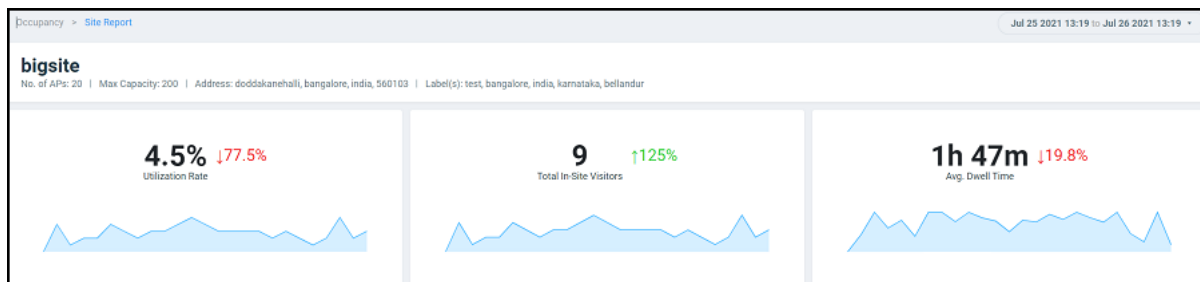 Occupancy > Site Report
Jul 25 2021 13:19 to Jul 26 2021 13:19
bigsite
No. of APs: 20 | Max Capacity: 200 | Address: doddakanehalli, bangalore, india, 560103 | Label(s): test, bangalore, india, karnataka, bellandur
4.5% ↓77.5%
Utilization Rate
9 ↑125%
Total In-Site Visitors
1h 47m ↓19.8%
Avg. Dwell Time